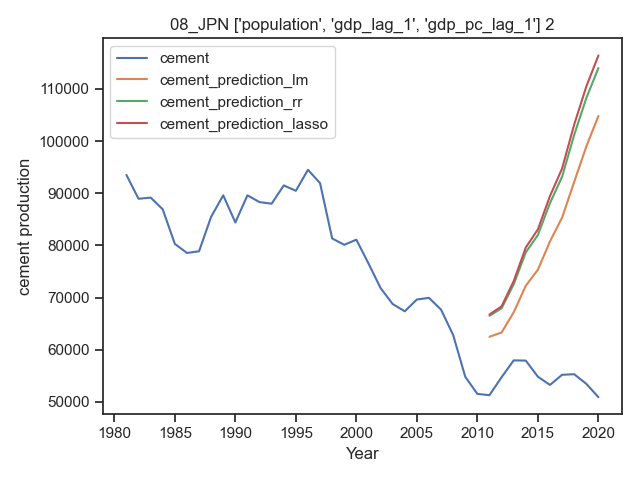 08_JPN ['population', 'gdp_lag_1', 'gdp_pc_lag_1'] 2
cement
cement_prediction_lm
cement_prediction_rr
cement_prediction_lasso
cement production
110000
100000
90000
80000
70000
60000
50000
1980 1985 1990 1995 2000 2005 2010 2015 2020
Year